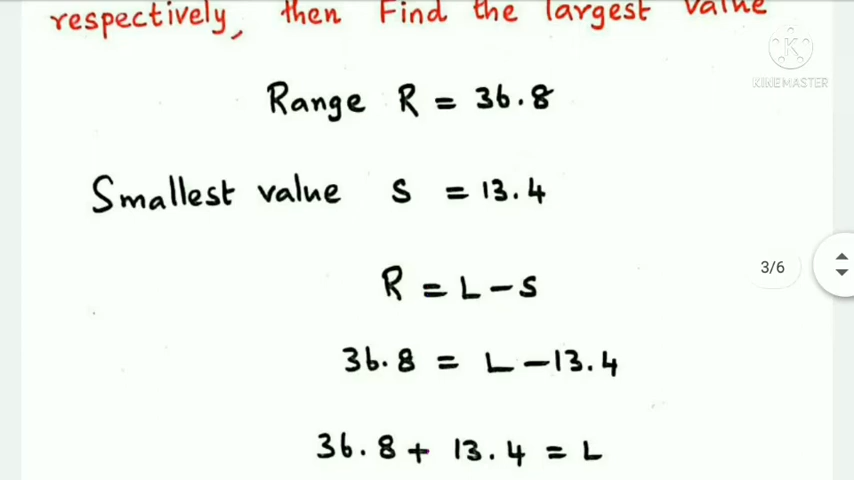 respectively, then Find the largest value
KINEMASTER
Range R = 36.8
Smallest value S = 13.4
R = L - S
3/6
36.8 = L - 13.4
36.8 + 13.4 = L